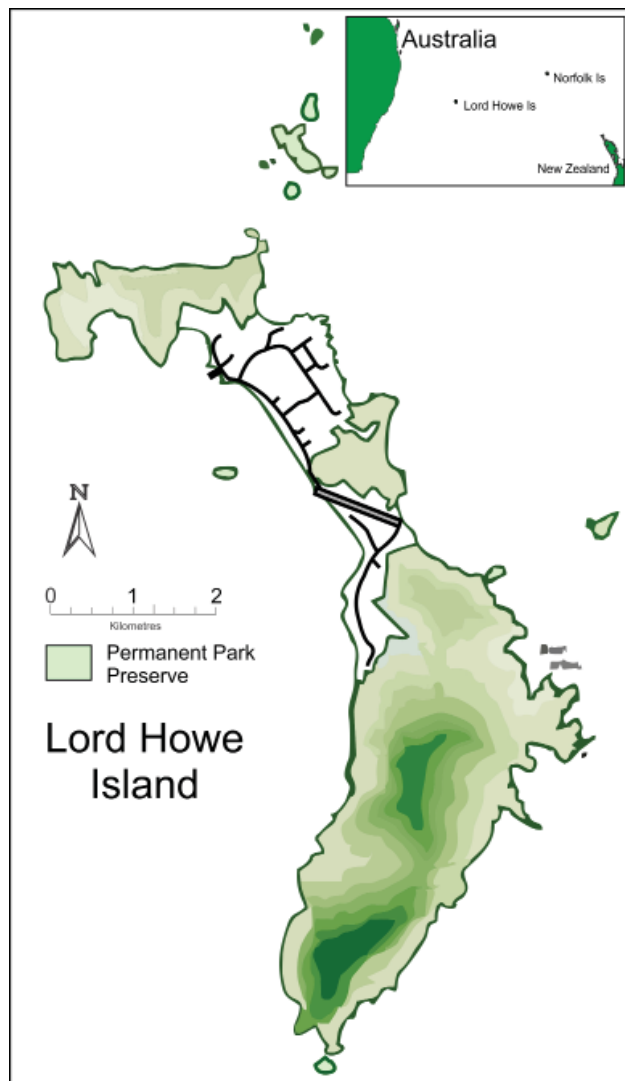 Australia
Norfolk Is
Lord Howe Is
New Zealand
N
0 1 2
Kilometres
Permanent Park
Preserve
Lord Howe
Island